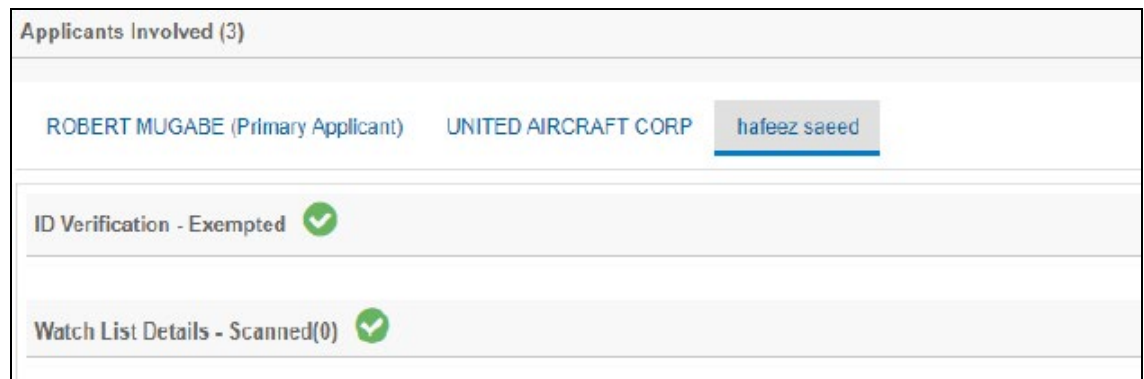 Applicants Involved (3)
ROBERT MUGABE (Primary Applicant) UNITED AIRCRAFT CORP hafeez saeed
ID Verification - Exempted
Watch List Details - Scanned(0)